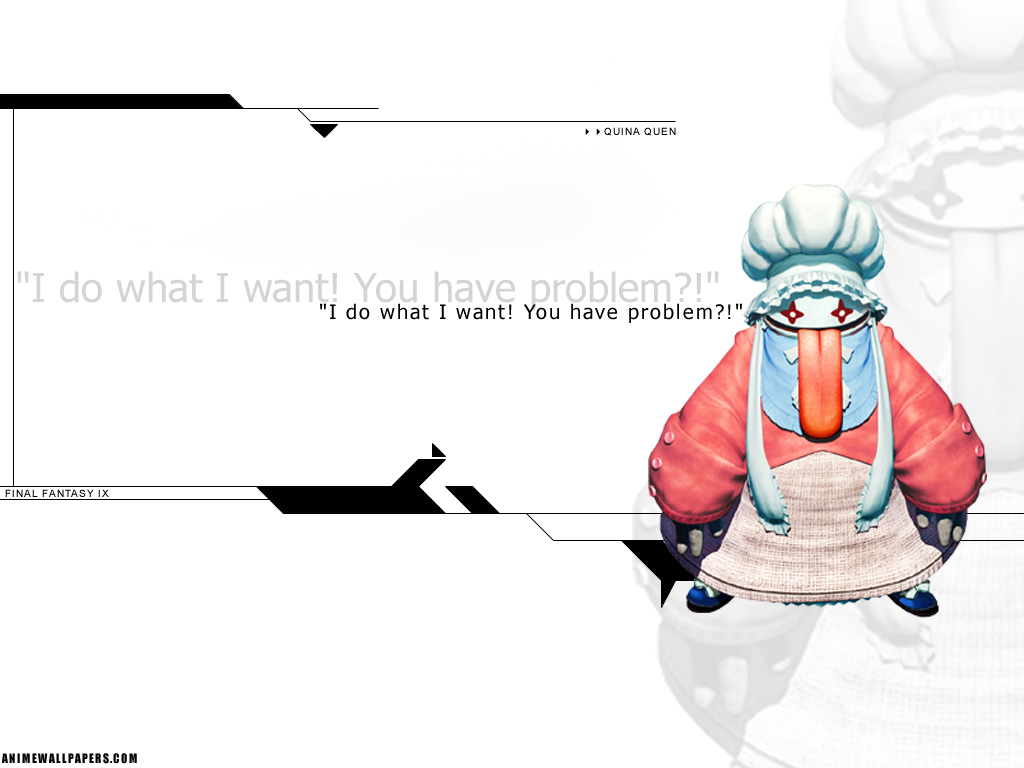 QUINA QUEN
"I do what I want! You have problem?!"
"I do what I want! You have problem?!"
FINAL FANTASY IX
ANIMEWALLPAPERS.COM